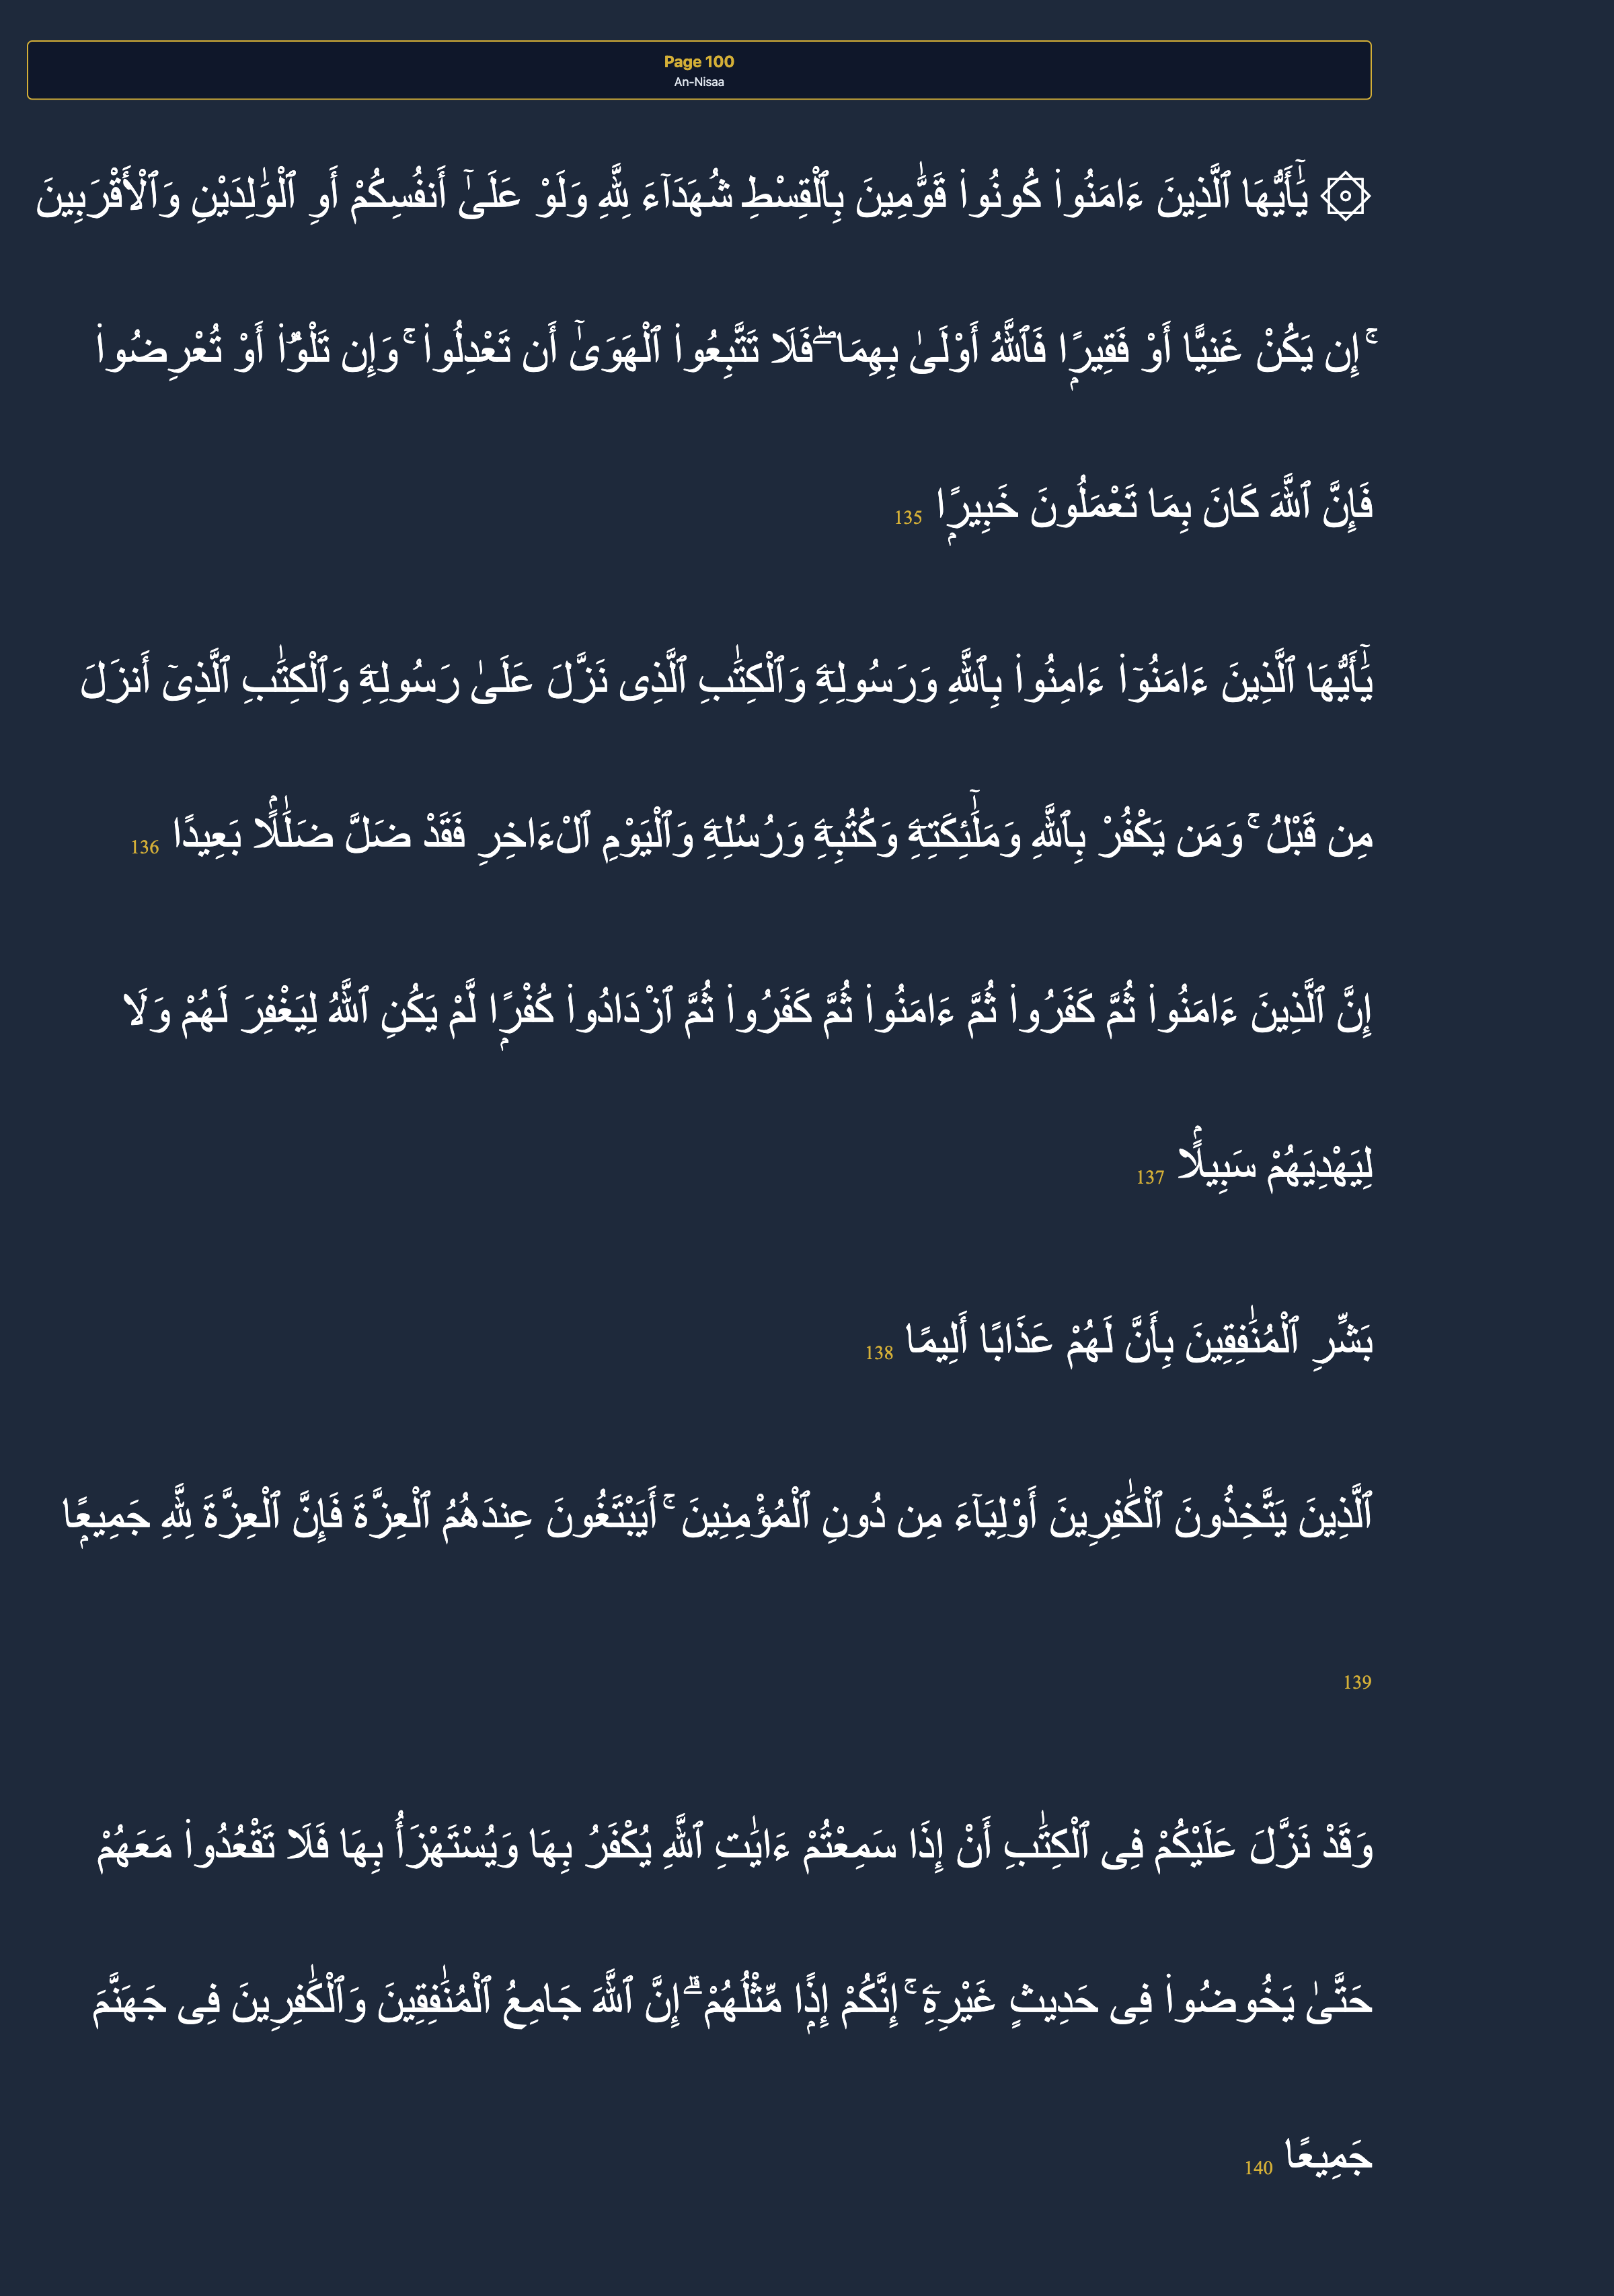 Page 100
An-Nisaa
۞ يَٰٓأَيُّهَا ٱلَّذِينَ ءَامَنُوا۟ كُونُوا۟ قَوَّٰمِينَ بِٱلْقِسْطِ شُهَدَآءَ لِلَّهِ وَلَوْ عَلَىٰٓ أَنفُسِكُمْ أَوِ ٱلْوَٰلِدَيْنِ وَٱلْأَقْرَبِينَ
ۚ إِن يَكُنْ غَنِيًّا أَوْ فَقِيرًۭا فَٱللَّهُ أَوْلَىٰ بِهِمَا ۖ فَلَا تَتَّبِعُوا۟ ٱلْهَوَىٰٓ أَن تَعْدِلُوا۟ ۚ وَإِن تَلْوُۥٓا۟ أَوْ تُعْرِضُوا۟
فَإِنَّ ٱللَّهَ كَانَ بِمَا تَعْمَلُونَ خَبِيرًۭا 135
يَٰٓأَيُّهَا ٱلَّذِينَ ءَامَنُوٓا۟ ءَامِنُوا۟ بِٱللَّهِ وَرَسُولِهِۦ وَٱلْكِتَٰبِ ٱلَّذِى نَزَّلَ عَلَىٰ رَسُولِهِۦ وَٱلْكِتَٰبِ ٱلَّذِىٓ أَنزَلَ
مِن قَبْلُ ۚ وَمَن يَكْفُرْ بِٱللَّهِ وَمَلَٰٓئِكَتِهِۦ وَكُتُبِهِۦ وَرُسُلِهِۦ وَٱلْيَوْمِ ٱلْءَاخِرِ فَقَدْ ضَلَّ ضَلَٰلًۢا بَعِيدًا 136
إِنَّ ٱلَّذِينَ ءَامَنُوا۟ ثُمَّ كَفَرُوا۟ ثُمَّ ءَامَنُوا۟ ثُمَّ كَفَرُوا۟ ثُمَّ ٱزْدَادُوا۟ كُفْرًۭا لَّمْ يَكُنِ ٱللَّهُ لِيَغْفِرَ لَهُمْ وَلَا
لِيَهْدِيَهُمْ سَبِيلًۢا 137
بَشِّرِ ٱلْمُنَٰفِقِينَ بِأَنَّ لَهُمْ عَذَابًا أَلِيمًا 138
ٱلَّذِينَ يَتَّخِذُونَ ٱلْكَٰفِرِينَ أَوْلِيَآءَ مِن دُونِ ٱلْمُؤْمِنِينَ ۚ أَيَبْتَغُونَ عِندَهُمُ ٱلْعِزَّةَ فَإِنَّ ٱلْعِزَّةَ لِلَّهِ جَمِيعًۭا
139
وَقَدْ نَزَّلَ عَلَيْكُمْ فِى ٱلْكِتَٰبِ أَنْ إِذَا سَمِعْتُمْ ءَايَٰتِ ٱللَّهِ يُكْفَرُ بِهَا وَيُسْتَهْزَأُ بِهَا فَلَا تَقْعُدُوا۟ مَعَهُمْ
حَتَّىٰ يَخُوضُوا۟ فِى حَدِيثٍ غَيْرِهِۦٓ ۚ إِنَّكُمْ إِذًۭا مِّثْلُهُمْ ۗ إِنَّ ٱللَّهَ جَامِعُ ٱلْمُنَٰفِقِينَ وَٱلْكَٰفِرِينَ فِى جَهَنَّمَ
جَمِيعًا 140